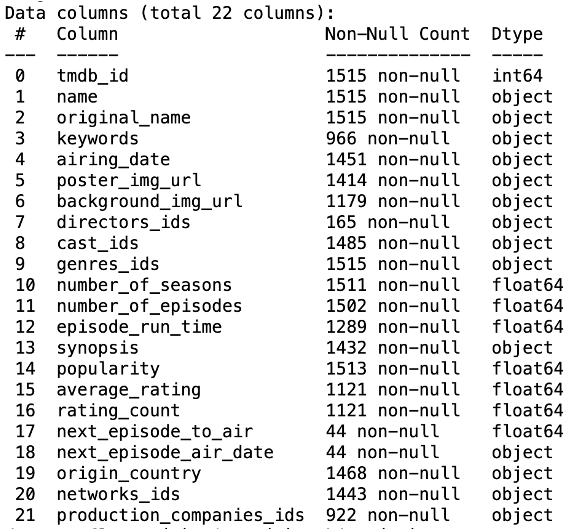 Data columns (total 22 columns):
 #   Column                    Non-Null Count  Dtype
---  ------                    --------------  -----
 0   tmdb_id                   1515 non-null   int64
 1   name                      1515 non-null   object
 2   original_name             1515 non-null   object
 3   keywords                  966 non-null    object
 4   airing_date               1451 non-null   object
 5   poster_img_url            1414 non-null   object
 6   background_img_url        1179 non-null   object
 7   directors_ids             165 non-null    object
 8   cast_ids                  1485 non-null   object
 9   genres_ids                1515 non-null   object
 10  number_of_seasons         1511 non-null   float64
 11  number_of_episodes        1502 non-null   float64
 12  episode_run_time          1289 non-null   float64
 13  synopsis                  1432 non-null   object
 14  popularity                1513 non-null   float64
 15  average_rating            1121 non-null   float64
 16  rating_count              1121 non-null   float64
 17  next_episode_to_air       44 non-null     float64
 18  next_episode_air_date     44 non-null     object
 19  origin_country            1468 non-null   object
 20  networks_ids              1443 non-null   object
 21  production_companies_ids  922 non-null    object